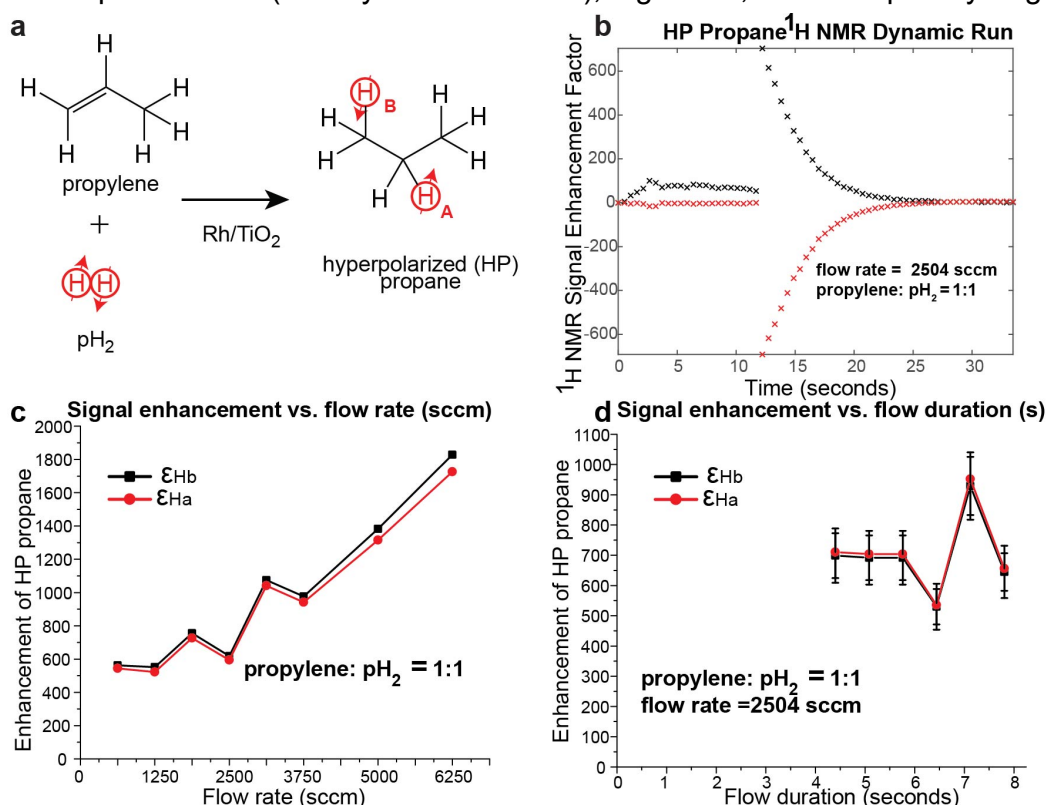 a
H
H
H
H
H
H
propylene
+
H H
pH2
Rh/TiO2
H
B
H
H
H
H
H
H
H
A
hyperpolarized (HP)
propane
b
HP Propane 1H NMR Dynamic Run
1H NMR Signal Enhancement Factor
600
400
200
0
-200
-400
-600
flow rate = 2504 sccm
propylene: pH2 = 1:1
0 5 10 15 20 25 30
Time (seconds)
c
Signal enhancement vs. flow rate (sccm)
Enhancement of HP propane
2000
1800
1600
1400
1200
1000
800
600
400
200
0
εHb
εHa
propylene: pH2 = 1:1
0 1250 2500 3750 5000 6250
Flow rate (sccm)
d
Signal enhancement vs. flow duration (s)
Enhancement of HP propane
1100
1000
900
800
700
600
500
400
300
200
100
0
εHb
εHa
propylene: pH2 = 1:1
flow rate =2504 sccm
0 1 2 3 4 5 6 7 8
Flow duration (seconds)